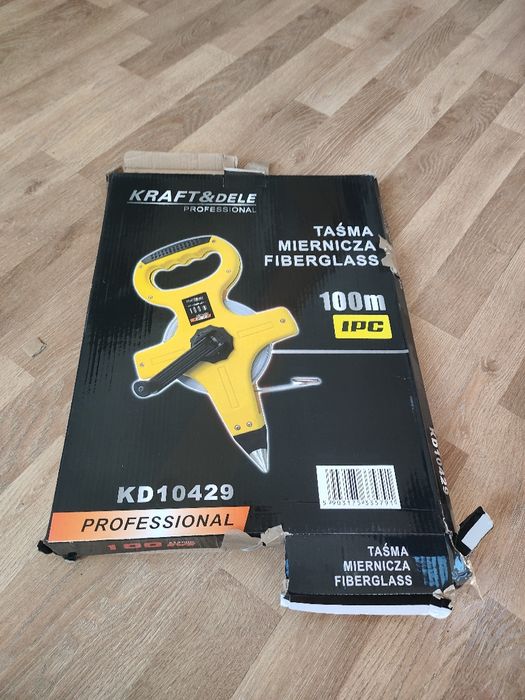 KRAFT&DELE
PROFESSIONAL
TAŚMA
MIERNICZA
FIBERGLASS
100m
1PC
KD10429
PROFESSIONAL
KD10429
TAŚMA
MIERNICZA
FIBERGLASS